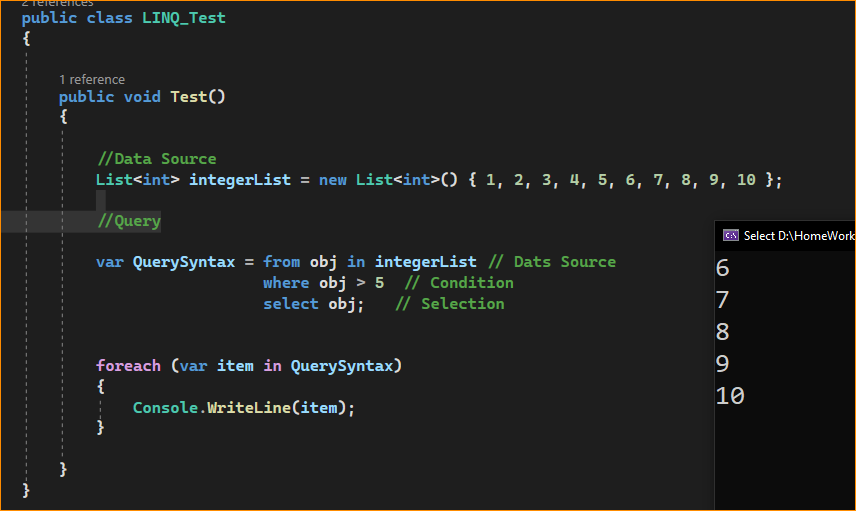 2 references
public class LINQ_Test
{
1 reference
public void Test()
{
//Data Source
List<int> integerList = new List<int>() { 1, 2, 3, 4, 5, 6, 7, 8, 9, 10 };
//Query
var QuerySyntax = from obj in integerList // Dats Source
where obj > 5 // Condition
select obj; // Selection
foreach (var item in QuerySyntax)
{
Console.WriteLine(item);
}
}
}
C:\ Select D:\HomeWork
6
7
8
9
10